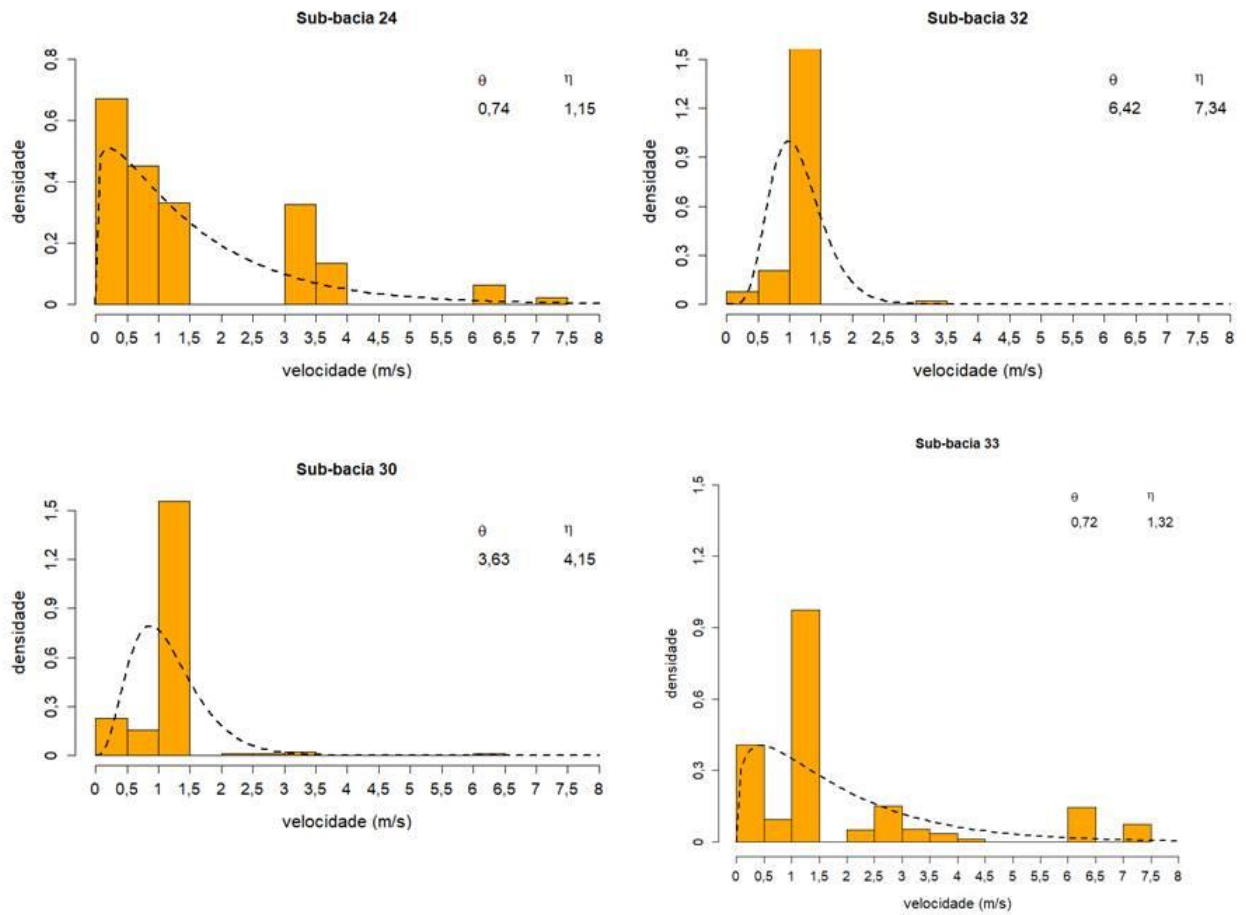 Sub-bacia 24
θ η
0,74 1,15
densidade
0,8
0,6
0,4
0,2
0
0 0,5 1 1,5 2 2,5 3 3,5 4 4,5 5 5,5 6 6,5 7 7,5 8
velocidade (m/s)
Sub-bacia 32
θ η
6,42 7,34
densidade
1,5
1,2
0,9
0,6
0,3
0
0 0,5 1 1,5 2 2,5 3 3,5 4 4,5 5 5,5 6 6,5 7 7,5 8
velocidade (m/s)
Sub-bacia 30
θ η
3,63 4,15
densidade
1,5
1,2
0,9
0,6
0,3
0
0 0,5 1 1,5 2 2,5 3 3,5 4 4,5 5 5,5 6 6,5 7 7,5 8
velocidade (m/s)
Sub-bacia 33
θ η
0,72 1,32
densidade
1,5
1,2
0,9
0,6
0,3
0
0 0,5 1 1,5 2 2,5 3 3,5 4 4,5 5 5,5 6 6,5 7 7,5 8
velocidade (m/s)